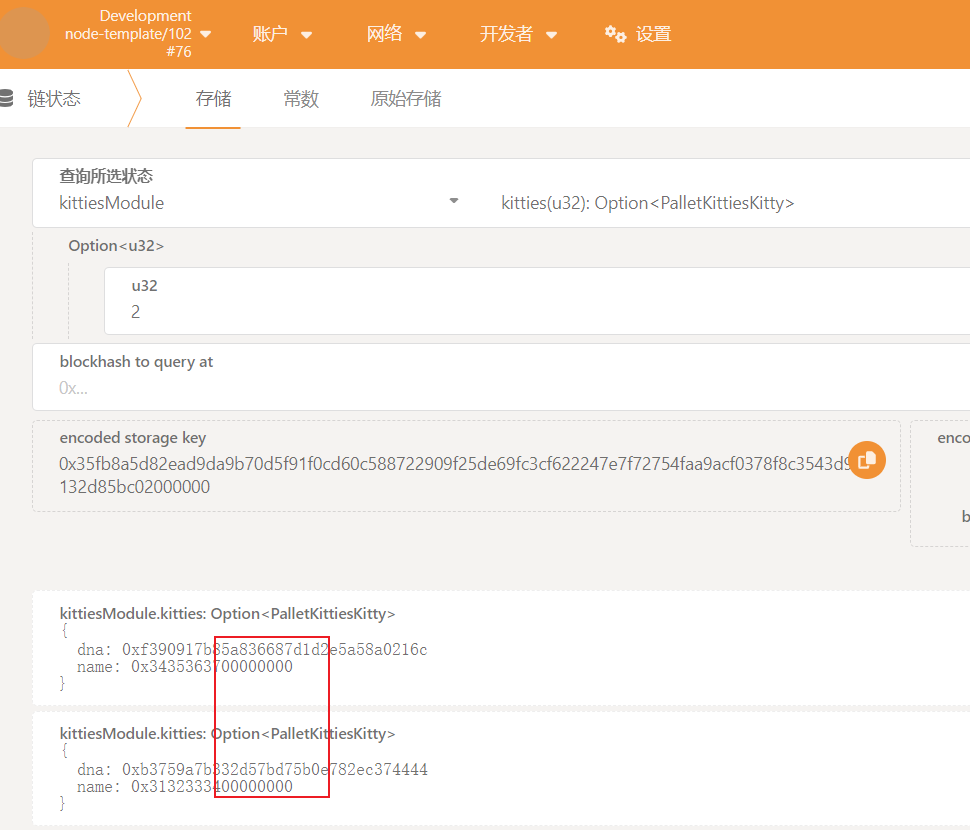 Development
node-template/102
#76
账户
网络
开发者
设置
链状态
存储
常数
原始存储
查询所选状态
kittiesModule
kitties(u32): Option<PalletKittiesKitty>
Option<u32>
u32
2
blockhash to query at
0x...
encoded storage key
0x35fb8a5d82ead9da9b70d5f91f0cd60c588722909f25de69fc3cf622247e7f72754faa9acf0378f8c3543d9
132d85bc02000000
enco
b
kittiesModule.kitties: Option<PalletKittiesKitty>
{
dna: 0xf390917b85a836687d1d2e5a58a0216c
name: 0x3435363700000000
}
kittiesModule.kitties: Option<PalletKittiesKitty>
{
dna: 0xb3759a7b332d57bd75b0e782ec374444
name: 0x3132333400000000
}